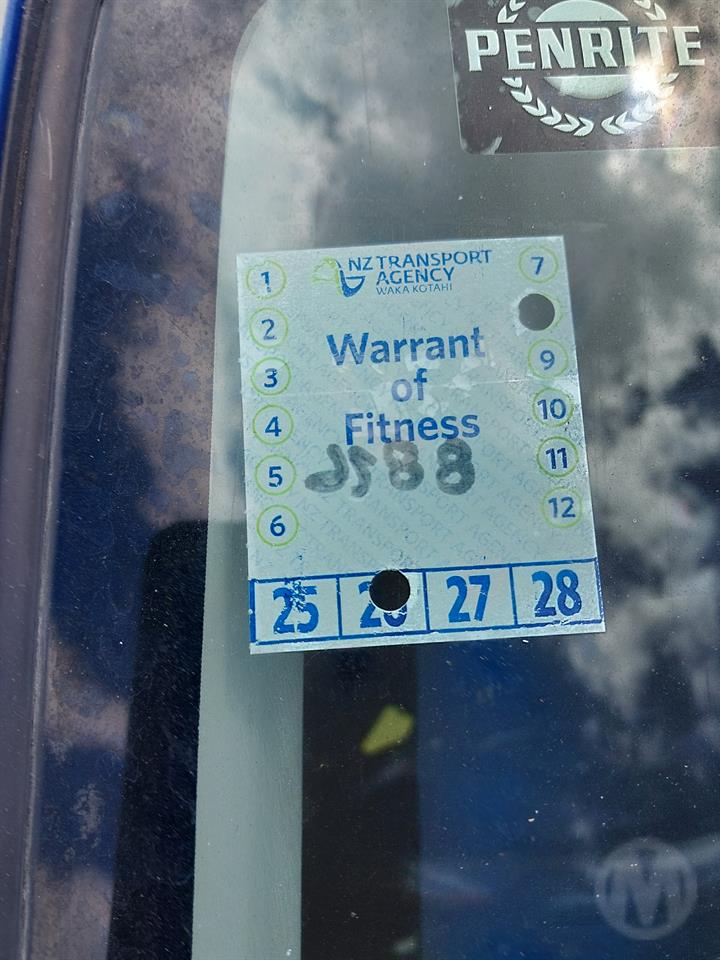 PENRITE
NZ TRANSPORT
AGENCY
WAKA KOTAHI
Warrant
of
Fitness
1
2
3
4
5
6
7
9
10
11
12
25 26 27 28
M